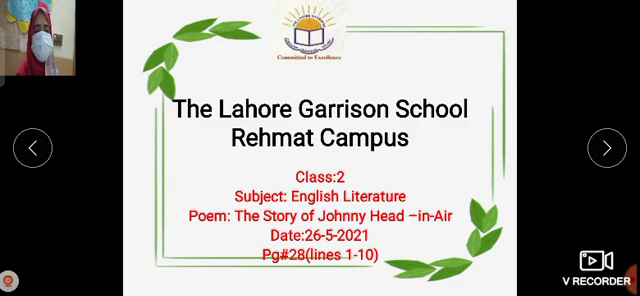 Committed to Excellence
The Lahore Garrison School
Rehmat Campus
Class:2
Subject: English Literature
Poem: The Story of Johnny Head –in-Air
Date:26-5-2021
Pg#28(lines 1-10)
V RECORDER